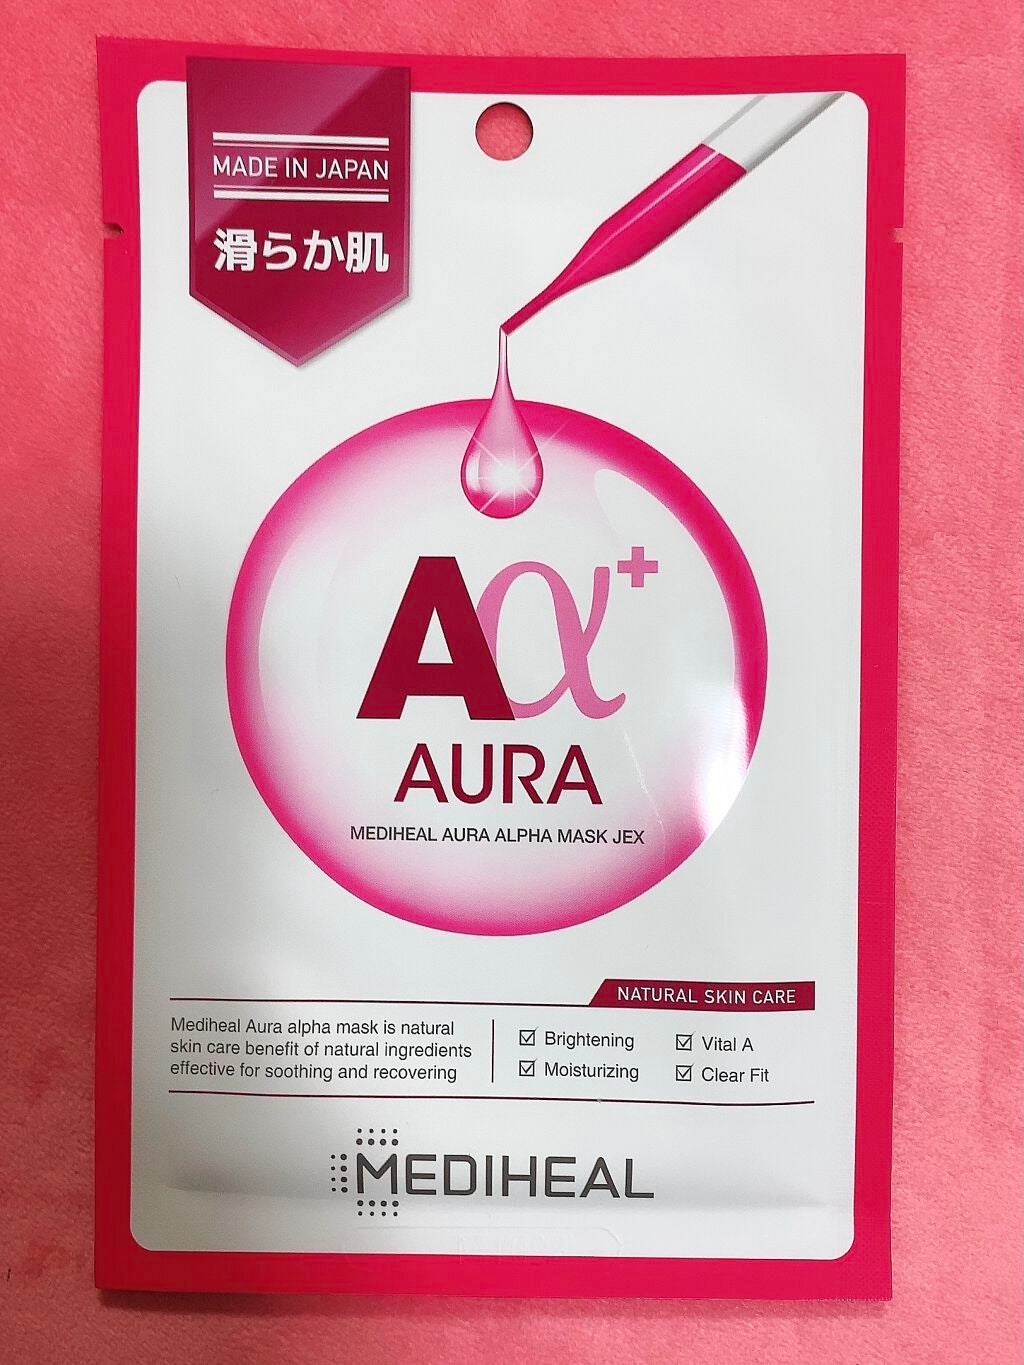 MADE IN JAPAN
滑らか肌
Aα+
AURA
MEDIHEAL AURA ALPHA MASK JEX
NATURAL SKIN CARE
Mediheal Aura alpha mask is natural
skin care benefit of natural ingredients
effective for soothing and recovering
☑ Brightening
☑ Vital A
☑ Moisturizing
☑ Clear Fit
MEDIHEAL